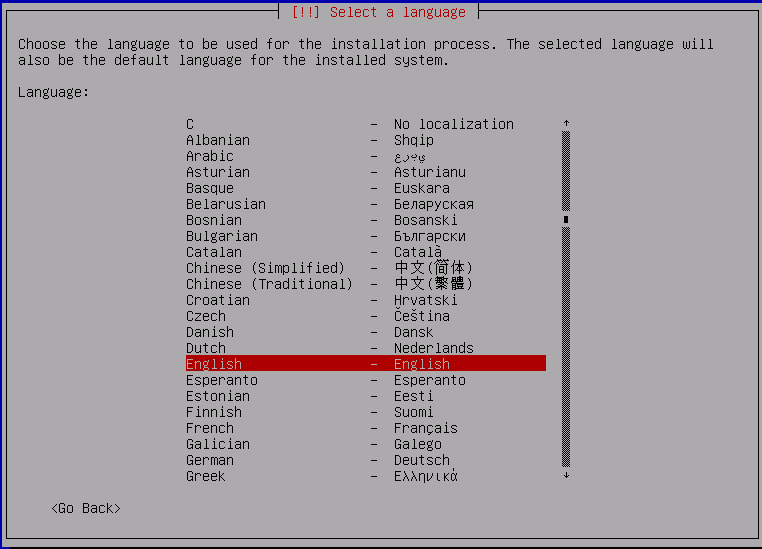 [!!] Select a language
Choose the language to be used for the installation process. The selected language will
also be the default language for the installed system.
Language:
C - No localization ↑
Albanian - Shqip
Arabic - عربي
Asturian - Asturianu
Basque - Euskara
Belarusian - Беларуская
Bosnian - Bosanski
Bulgarian - Български
Catalan - Català
Chinese (Simplified) - 中文(简体)
Chinese (Traditional) - 中文(繁體)
Croatian - Hrvatski
Czech - Čeština
Danish - Dansk
Dutch - Nederlands
English - English
Esperanto - Esperanto
Estonian - Eesti
Finnish - Suomi
French - Français
Galician - Galego
German - Deutsch
Greek - Ελληνικά ↓
<Go Back>